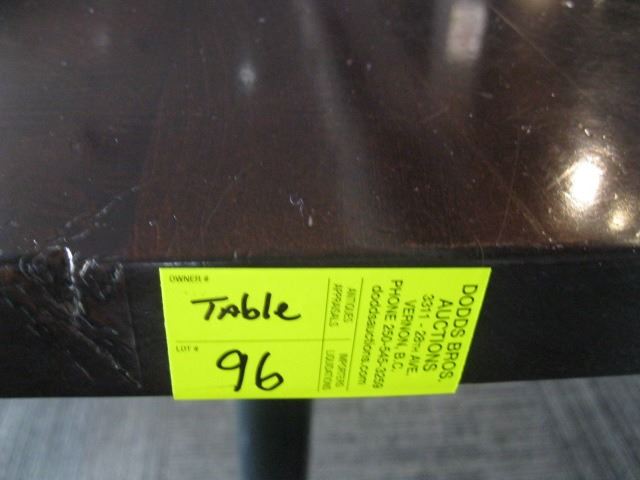 OWNER #
TABle
LOT #
96
ANTIQUES
APPRAISALS
IMPORTERS
LIQUIDATIONS
DODDS BROS.
AUCTIONS
3311 - 28TH AVE.
VERNON, B.C.
PHONE 250-545-3259
doddsauctions.com